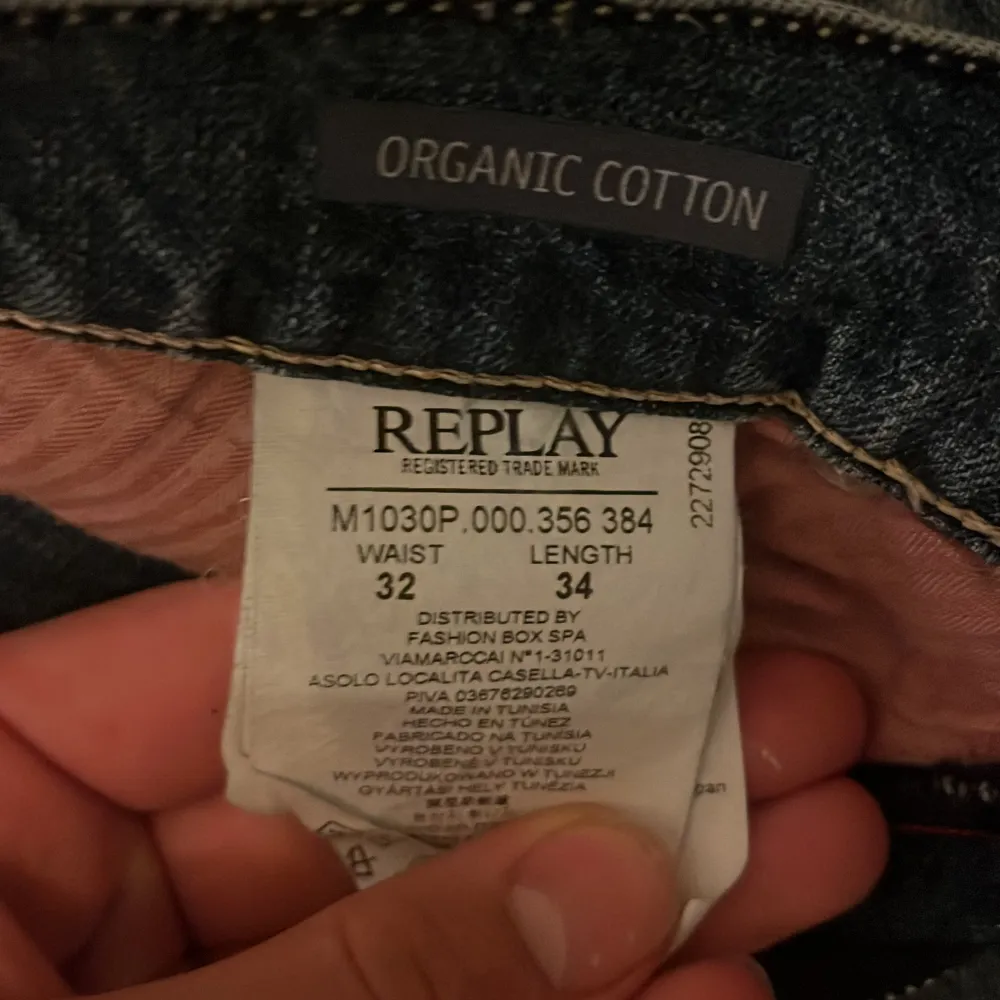 ORGANIC COTTON
REPLAY
REGISTERED TRADE MARK
2272908
M1030P.000.356 384
WAIST LENGTH
32 34
DISTRIBUTED BY
FASHION BOX SPA
VIAMARCCAI N°1-31011
ASOLO LOCALITA CASELLA-TV-ITALIA
PIVA 03676290269
MADE IN TUNISIA
HECHO EN TÚNEZ
FABRICADO NA TUNISIA
VYROBENO V TUNISKU
VYROBENÉ V TUNISKU
WYPRODUKOWANO W TUNEZJI
GYÁRTÁSI HELY TUNÉZIA